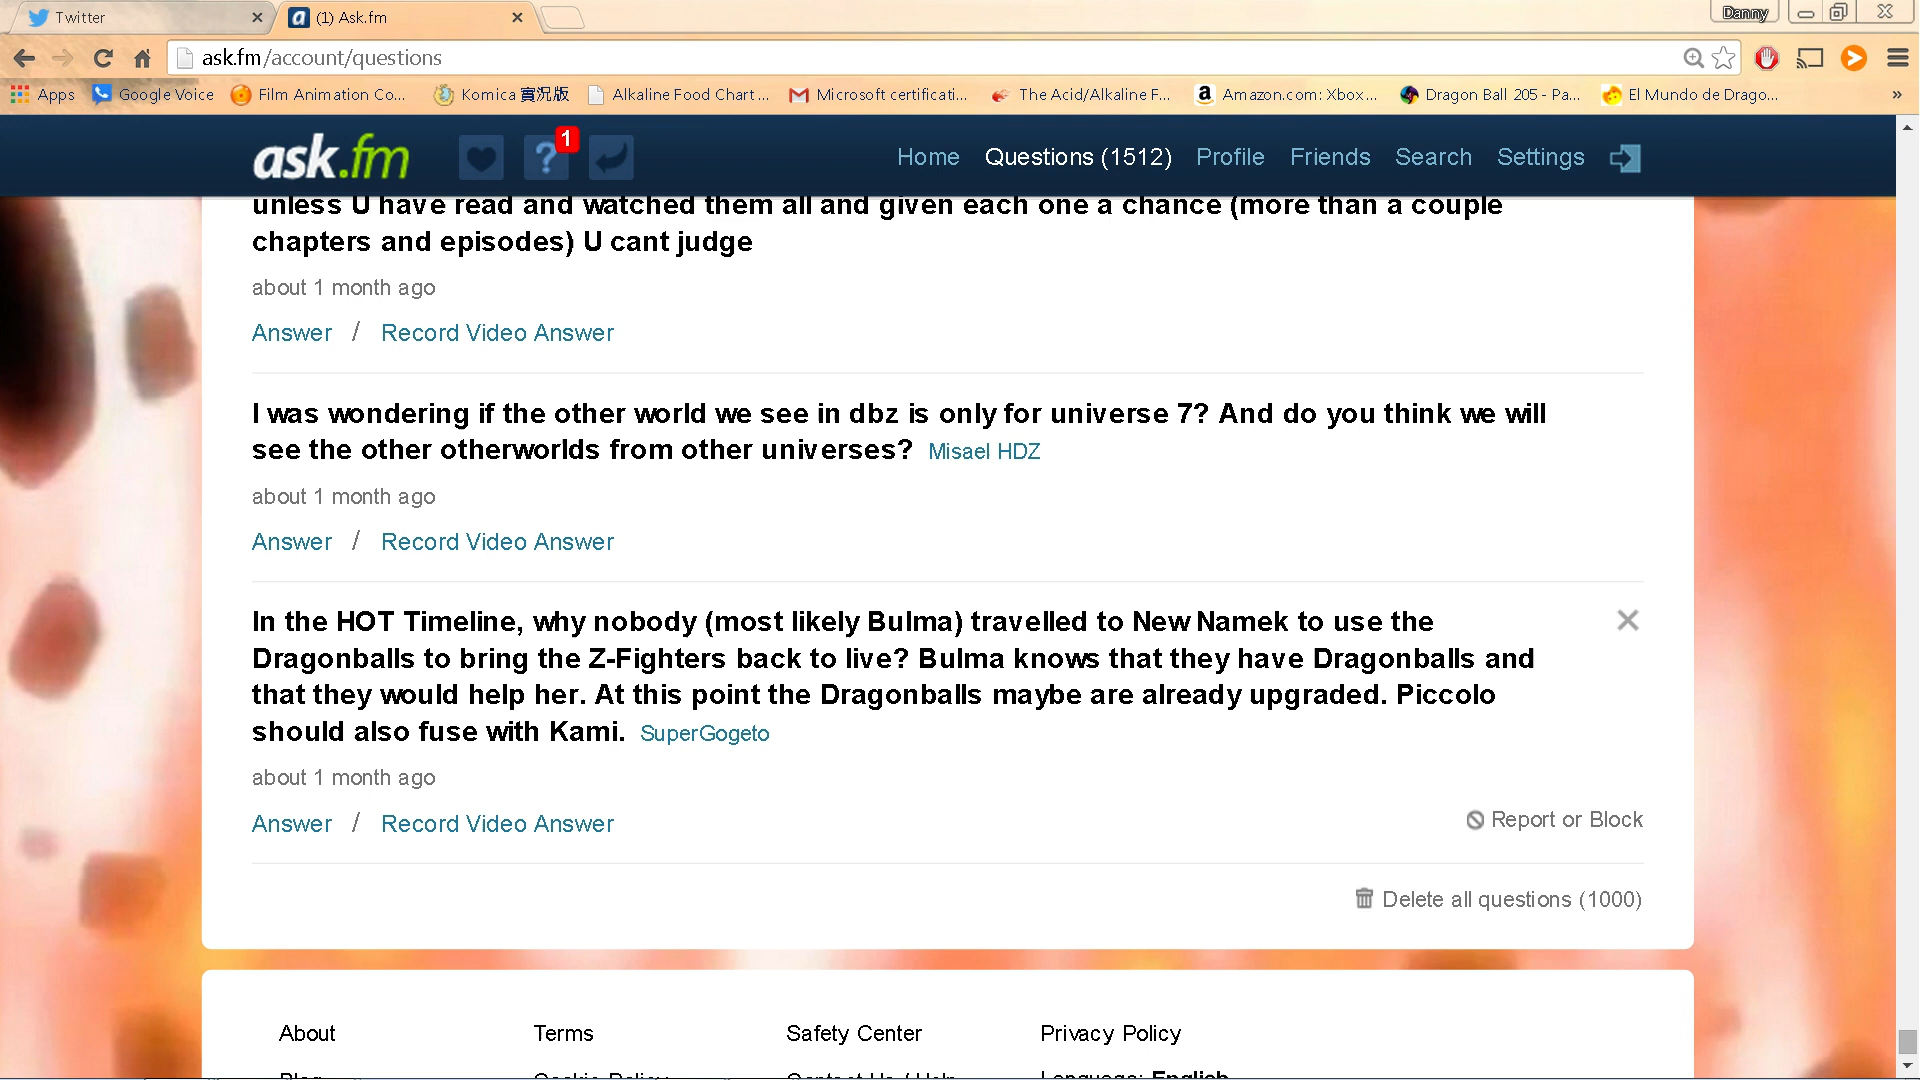 Twitter
(1) Ask.fm
Danny
ask.fm/account/questions
Apps Google Voice Film Animation Co... Komica 實況版 Alkaline Food Chart ... Microsoft certificati... The Acid/Alkaline F... Amazon.com: Xbox... Dragon Ball 205 - Pa... El Mundo de Drago... »
ask.fm ? 1 Home Questions (1512) Profile Friends Search Settings
unless U have read and watched them all and given each one a chance (more than a couple
chapters and episodes) U cant judge
about 1 month ago
Answer / Record Video Answer
I was wondering if the other world we see in dbz is only for universe 7? And do you think we will
see the other otherworlds from other universes? Misael HDZ
about 1 month ago
Answer / Record Video Answer
In the HOT Timeline, why nobody (most likely Bulma) travelled to New Namek to use the
Dragonballs to bring the Z-Fighters back to live? Bulma knows that they have Dragonballs and
that they would help her. At this point the Dragonballs maybe are already upgraded. Piccolo
should also fuse with Kami. SuperGogeto
about 1 month ago
Answer / Record Video Answer
Report or Block
Delete all questions (1000)
About Terms Safety Center Privacy Policy
Blog Cookie Policy Contact Us / Help Language: English